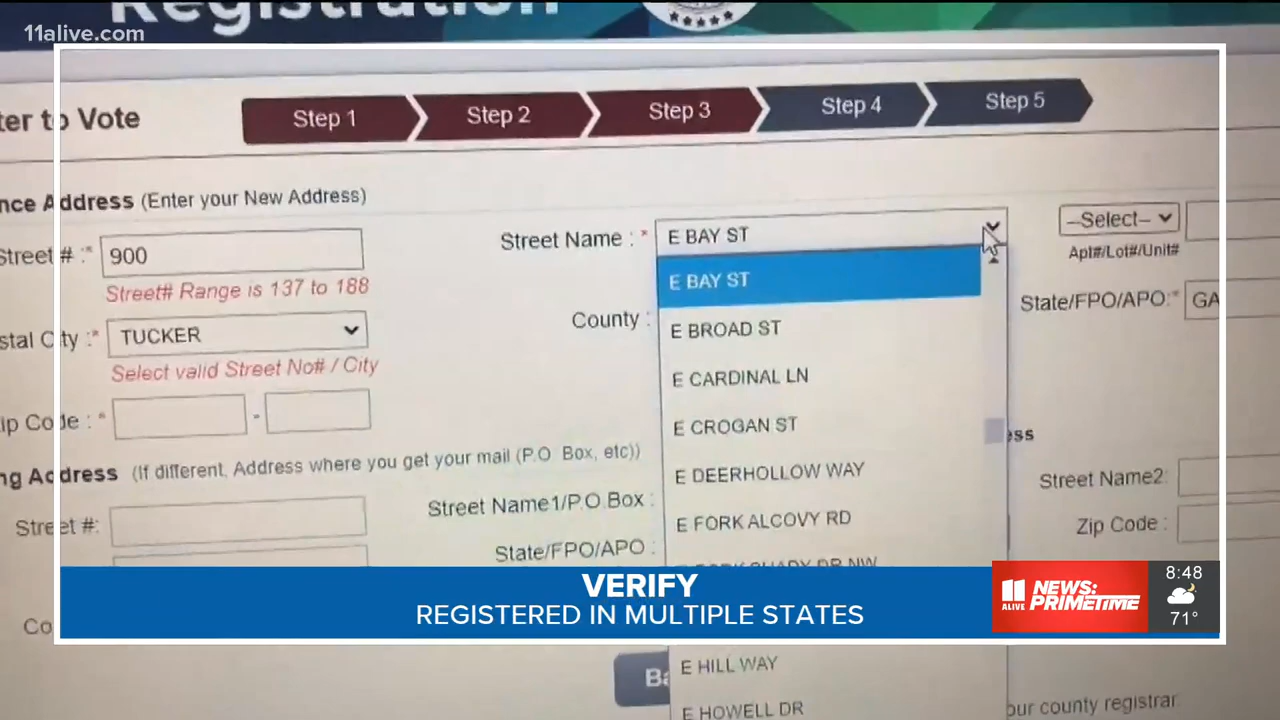 Registration
11alive.com
ter to Vote
Step 1
Step 2
Step 3
Step 4
Step 5
nce Address (Enter your New Address)
Street # :* 900
Street# Range is 137 to 188
Street Name : * E BAY ST
--Select--
Apt#/Lot#/Unit#
E BAY ST
E BROAD ST
E CARDINAL LN
E CROGAN ST
E DEERHOLLOW WAY
E FORK ALCOVY RD
stal City :* TUCKER
Select valid Street No# / City
County :
State/FPO/APO:* GA
ip Code : * -
ng Address (If different, Address where you get your mail (P.O. Box, etc))
ess
Street #:
Street Name1/P.O.Box :
Street Name2:
State/FPO/APO :
Zip Code :
VERIFY
REGISTERED IN MULTIPLE STATES
11 ALIVE NEWS: PRIMETIME
8:48
71°
Co
Ba
E HILL WAY
E HOWELL DR
our county registrar.